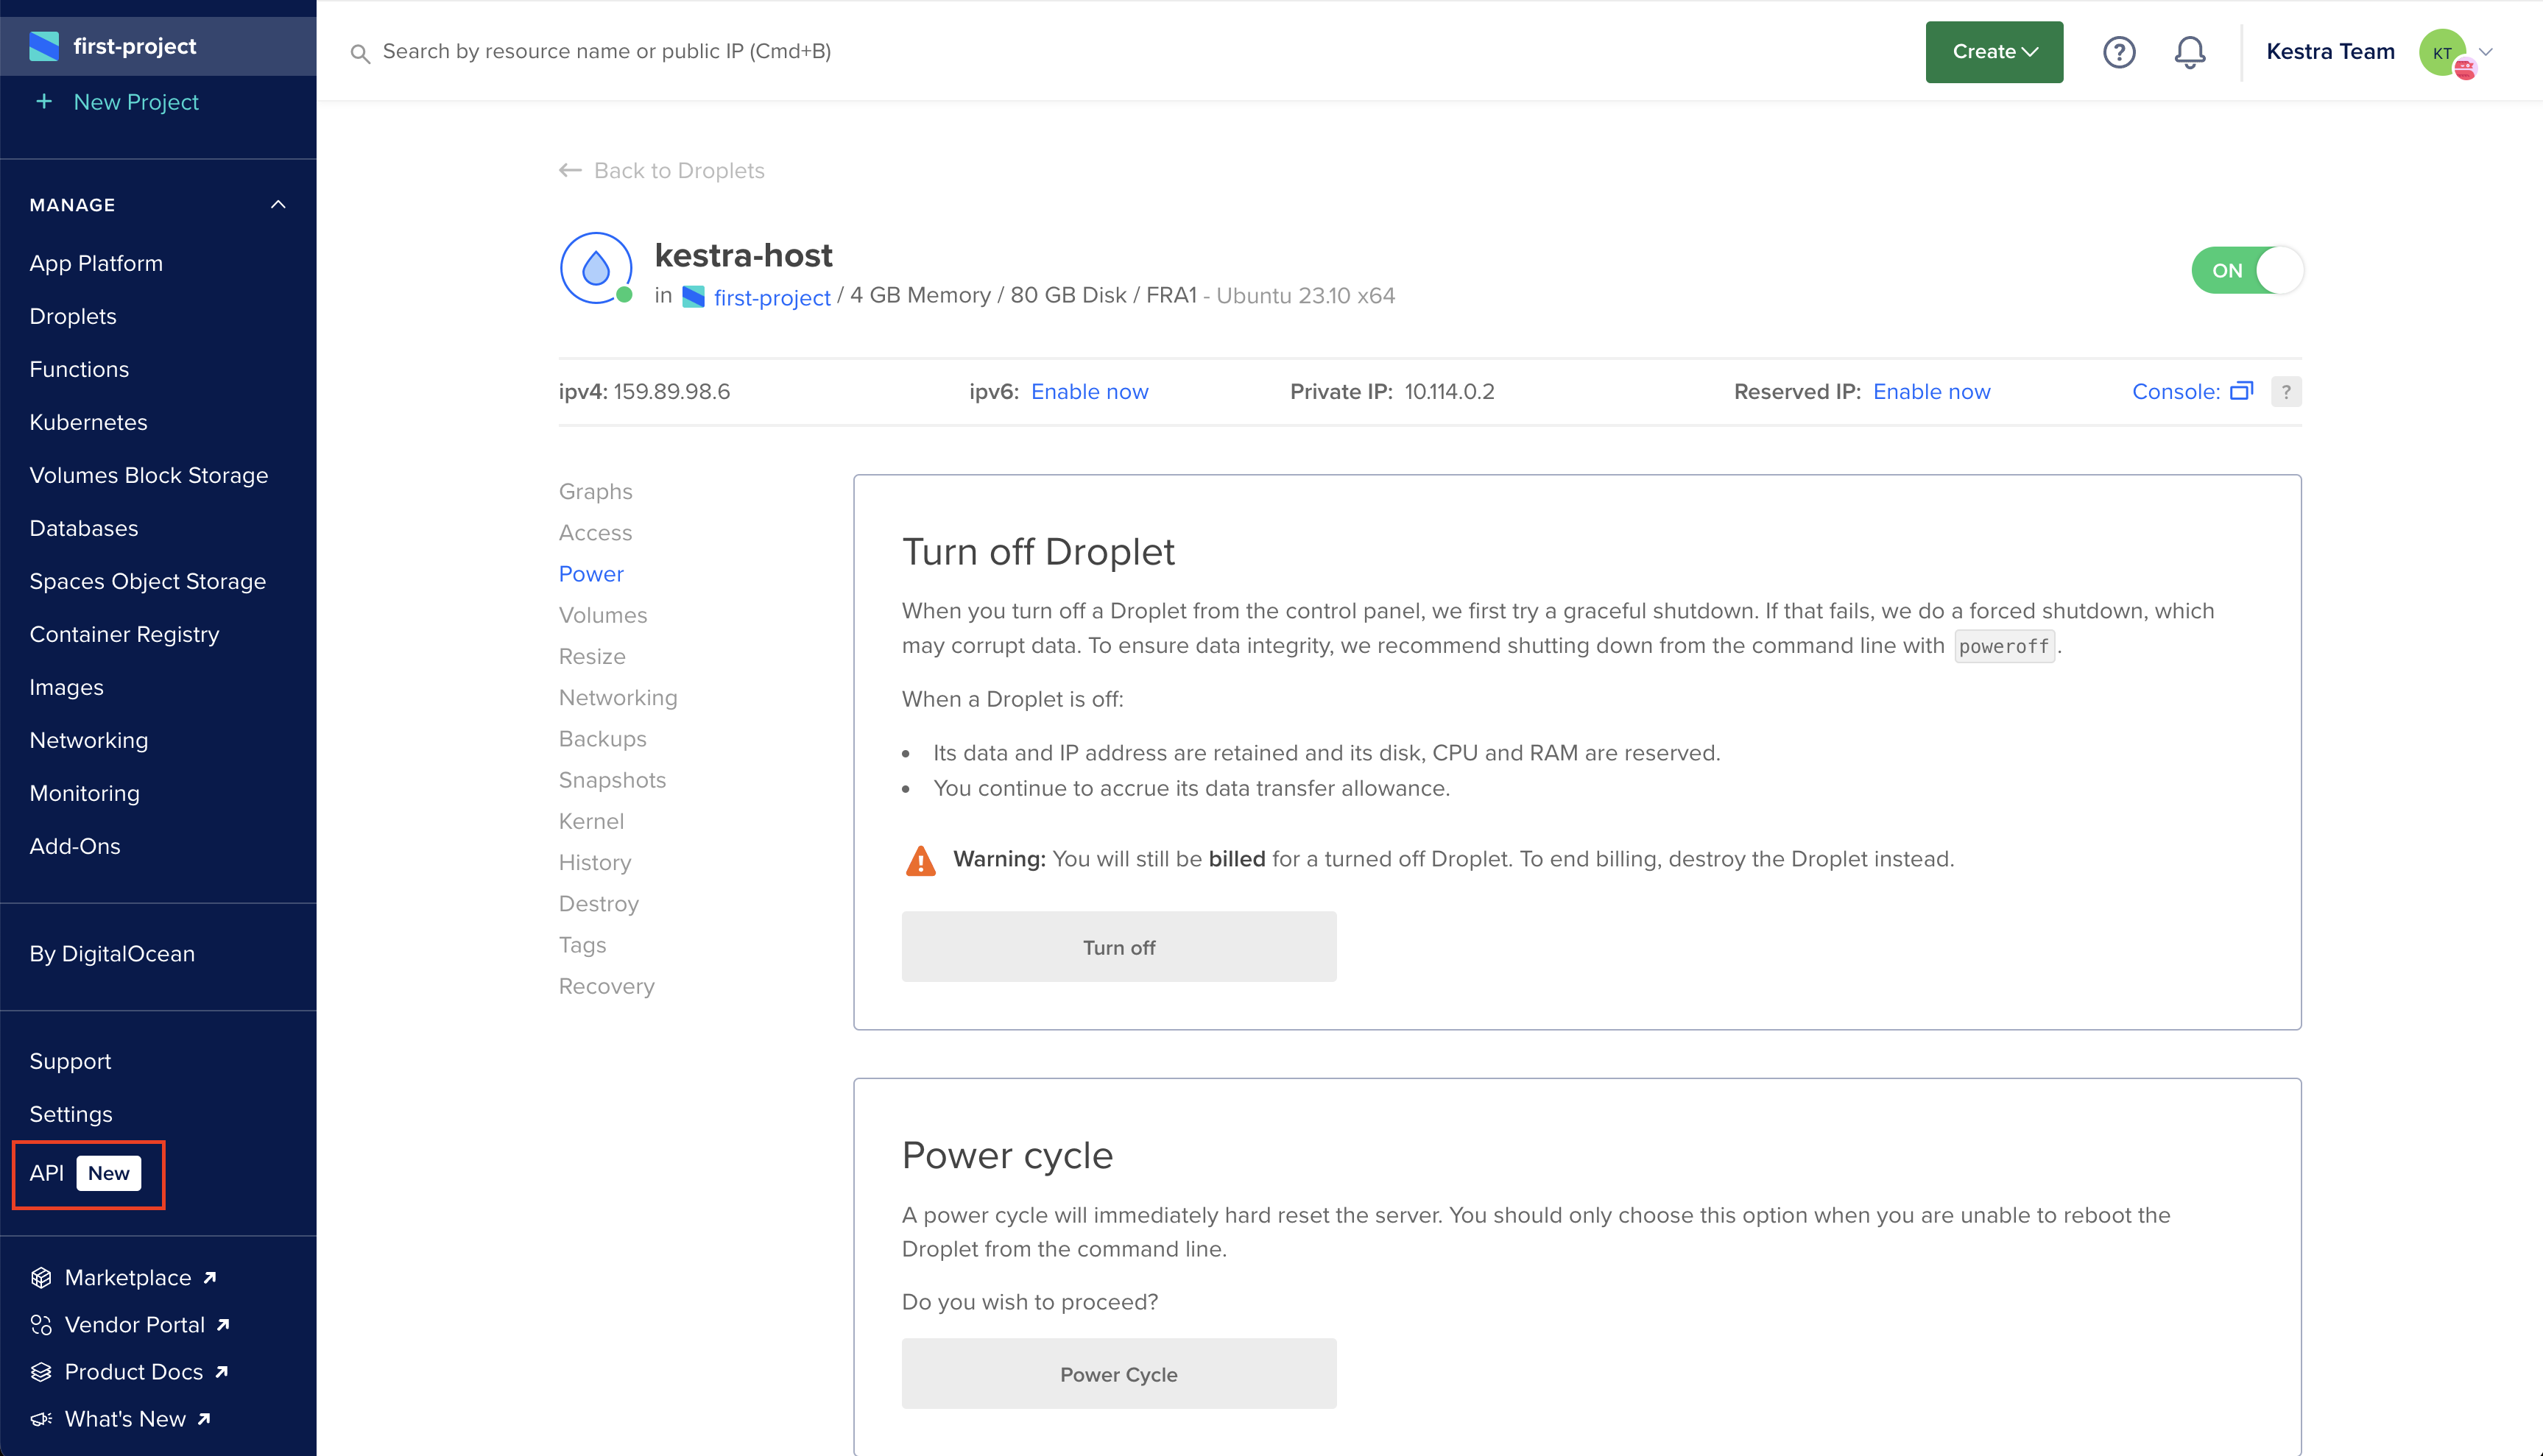 first-project
+ New Project
MANAGE
App Platform
Droplets
Functions
Kubernetes
Volumes Block Storage
Databases
Spaces Object Storage
Container Registry
Images
Networking
Monitoring
Add-Ons
By DigitalOcean
Support
Settings
API New
Marketplace
Vendor Portal
Product Docs
What's New
Search by resource name or public IP (Cmd+B)
Create
?
Kestra Team
KT
Back to Droplets
kestra-host
in first-project / 4 GB Memory / 80 GB Disk / FRA1 - Ubuntu 23.10 x64
ON
ipv4: 159.89.98.6
ipv6: Enable now
Private IP: 10.114.0.2
Reserved IP: Enable now
Console:
?
Graphs
Access
Power
Volumes
Resize
Networking
Backups
Snapshots
Kernel
History
Destroy
Tags
Recovery
Turn off Droplet
When you turn off a Droplet from the control panel, we first try a graceful shutdown. If that fails, we do a forced shutdown, which
may corrupt data. To ensure data integrity, we recommend shutting down from the command line with poweroff.
When a Droplet is off:
• Its data and IP address are retained and its disk, CPU and RAM are reserved.
• You continue to accrue its data transfer allowance.
Warning: You will still be billed for a turned off Droplet. To end billing, destroy the Droplet instead.
Turn off
Power cycle
A power cycle will immediately hard reset the server. You should only choose this option when you are unable to reboot the
Droplet from the command line.
Do you wish to proceed?
Power Cycle